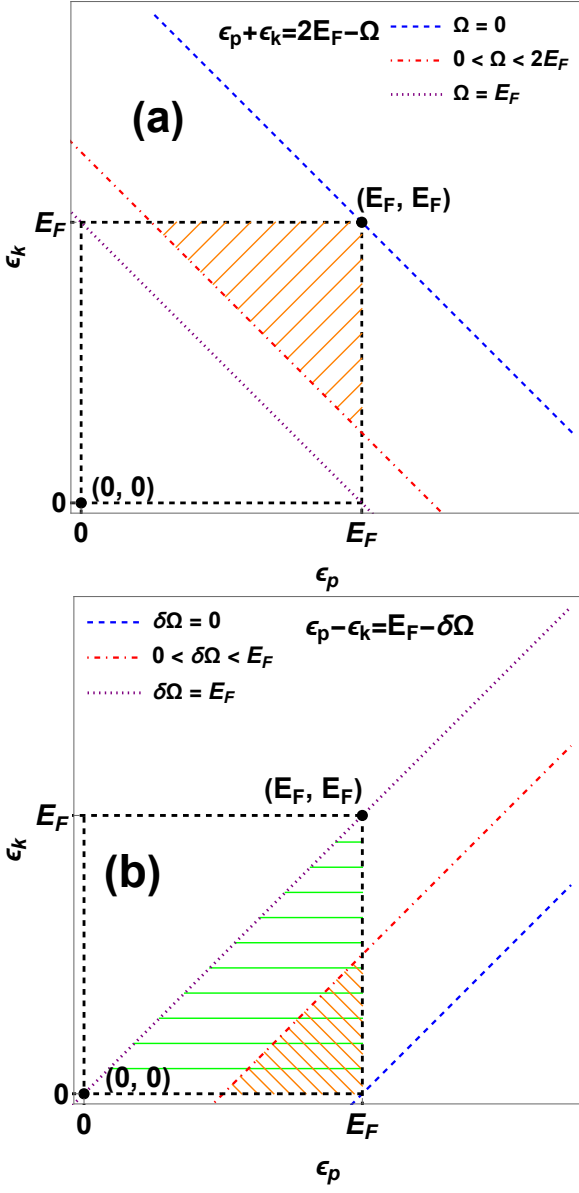 ϵp+ϵk=2EF−Ω
Ω = 0
0 < Ω < 2EF
Ω = EF
(a)
(EF, EF)
EF
ϵk
(0, 0)
0
0
EF
ϵp
δΩ = 0
0 < δΩ < EF
δΩ = EF
ϵp−ϵk=EF−δΩ
(EF, EF)
EF
ϵk
(b)
(0, 0)
0
0
EF
ϵp